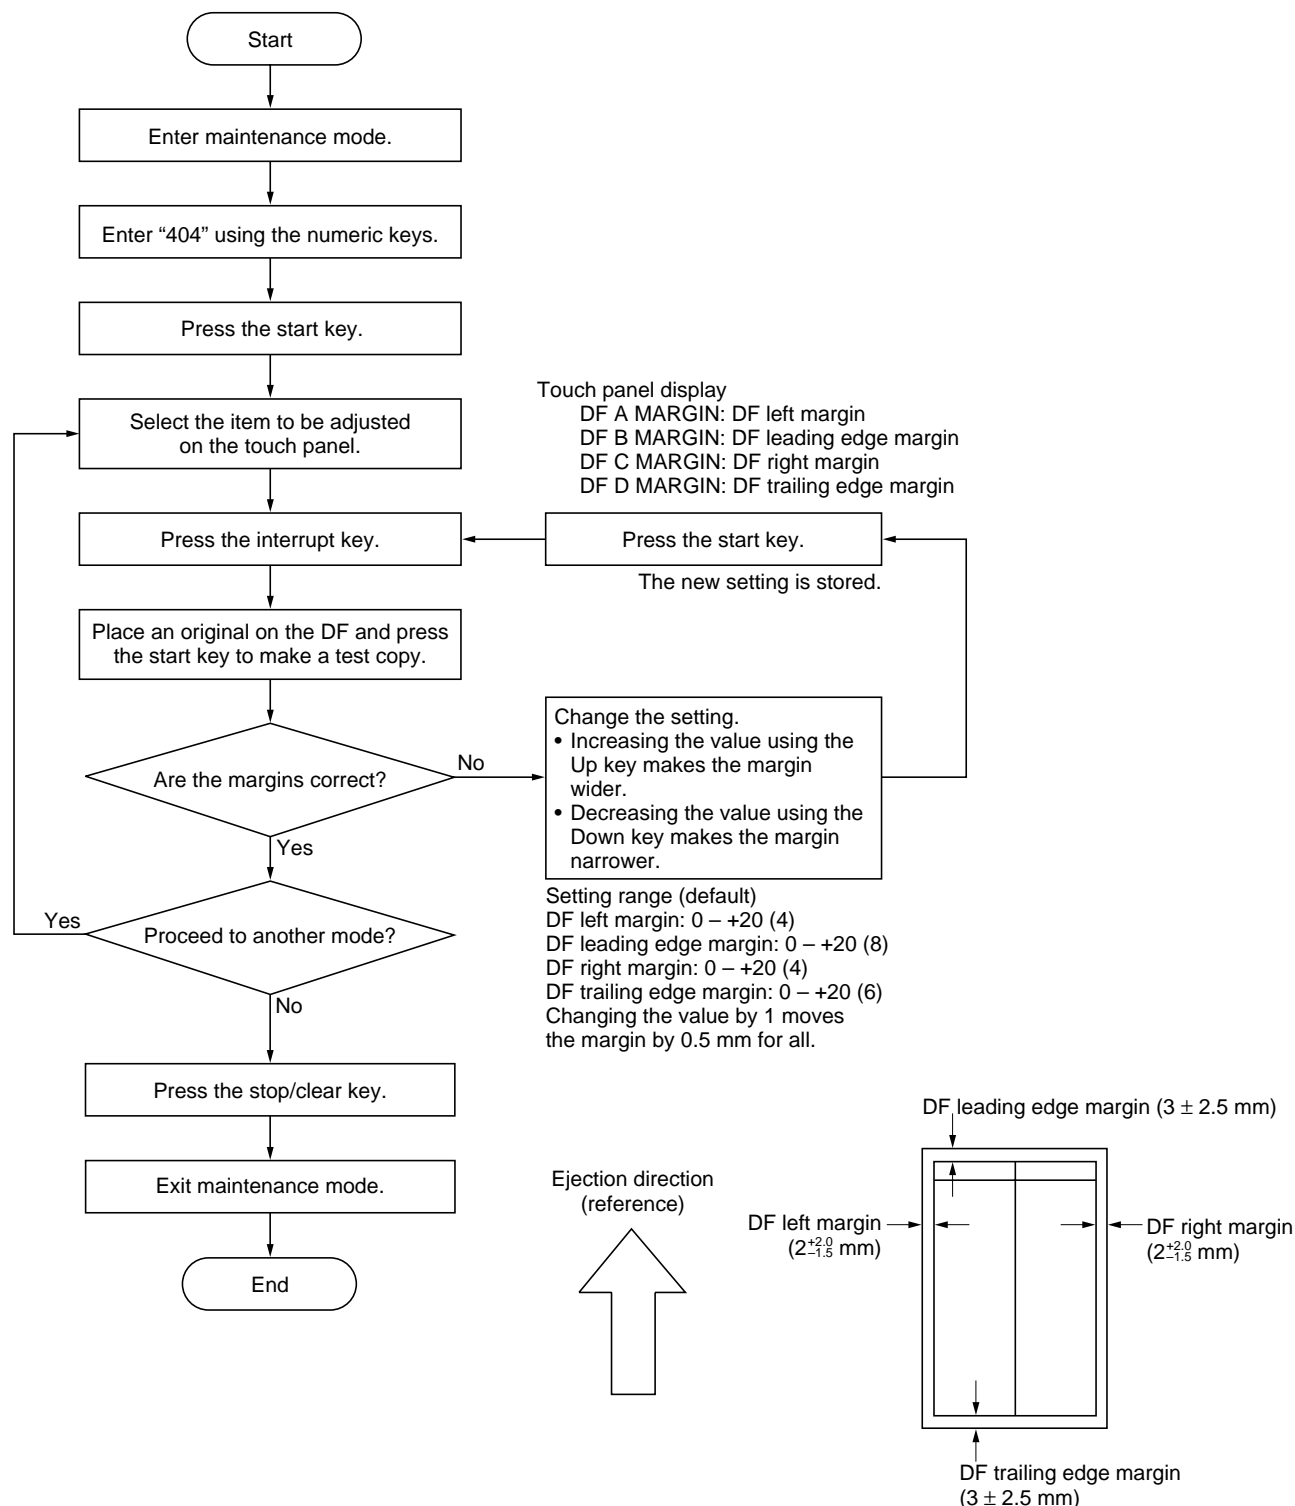 Start
Enter maintenance mode.
Enter “404” using the numeric keys.
Press the start key.
Select the item to be adjusted
on the touch panel.
Touch panel display
DF A MARGIN: DF left margin
DF B MARGIN: DF leading edge margin
DF C MARGIN: DF right margin
DF D MARGIN: DF trailing edge margin
Press the interrupt key.
Press the start key.
The new setting is stored.
Place an original on the DF and press
the start key to make a test copy.
Are the margins correct?
No
Change the setting.
• Increasing the value using the
Up key makes the margin
wider.
• Decreasing the value using the
Down key makes the margin
narrower.
Yes
Setting range (default)
DF left margin: 0 – +20 (4)
DF leading edge margin: 0 – +20 (8)
DF right margin: 0 – +20 (4)
DF trailing edge margin: 0 – +20 (6)
Changing the value by 1 moves
the margin by 0.5 mm for all.
Yes
Proceed to another mode?
No
Press the stop/clear key.
Exit maintenance mode.
End
Ejection direction
(reference)
DF leading edge margin (3 ± 2.5 mm)
DF left margin
(2 +2.0 –1.5 mm)
DF right margin
(2 +2.0 –1.5 mm)
DF trailing edge margin
(3 ± 2.5 mm)